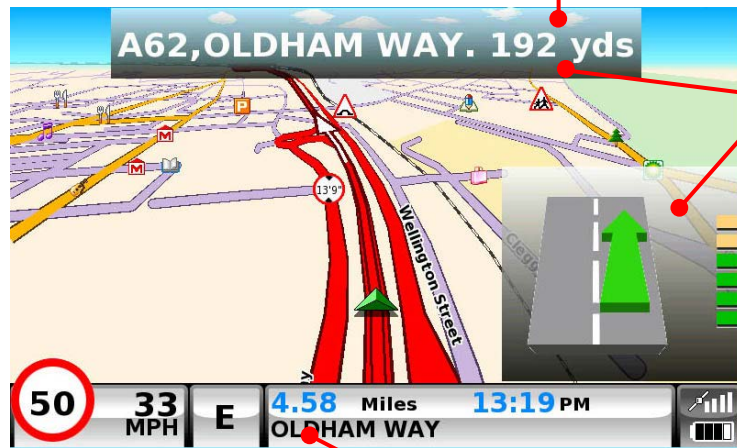 A62,OLDHAM WAY. 192 yds
P
M
M
13'9"
Wellington Street
Clegg
50
33
MPH
E
4.58 Miles
13:19 PM
OLDHAM WAY